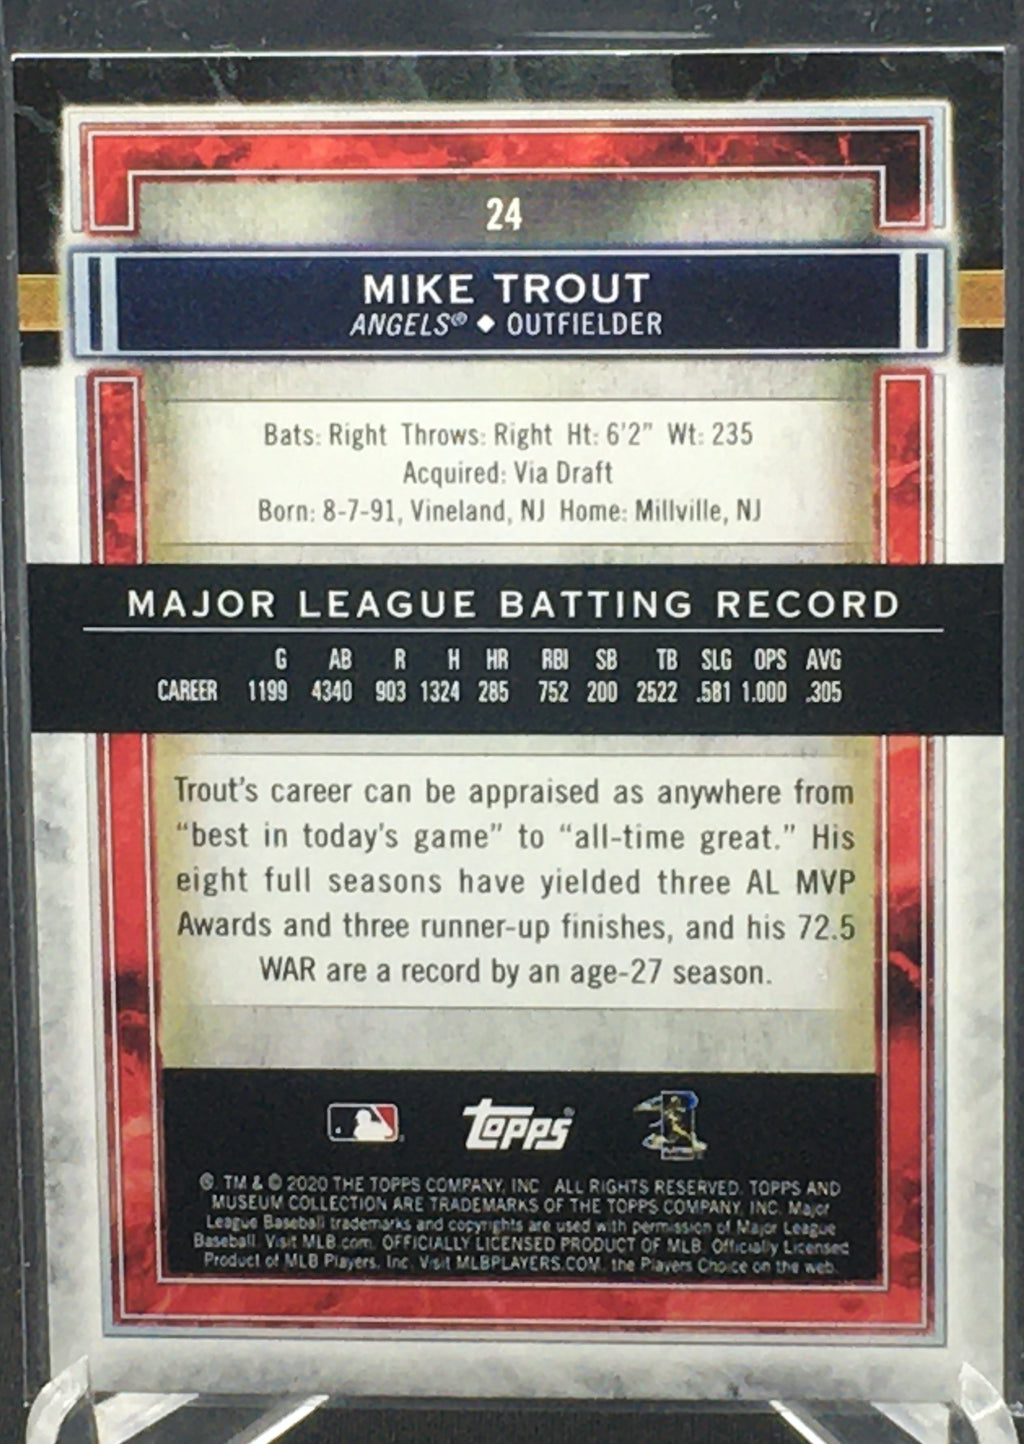 24
MIKE TROUT
ANGELS® ◆ OUTFIELDER
Bats: Right Throws: Right Ht: 6'2" Wt: 235
Acquired: Via Draft
Born: 8-7-91, Vineland, NJ Home: Millville, NJ
MAJOR LEAGUE BATTING RECORD
G AB R H HR RBI SB TB SLG OPS AVG
CAREER 1199 4340 903 1324 285 752 200 2522 .581 1.000 .305
Trout's career can be appraised as anywhere from
"best in today's game" to "all-time great." His
eight full seasons have yielded three AL MVP
Awards and three runner-up finishes, and his 72.5
WAR are a record by an age-27 season.
topps®
®, TM & © 2020 THE TOPPS COMPANY, INC. ALL RIGHTS RESERVED. TOPPS AND
MUSEUM COLLECTION ARE TRADEMARKS OF THE TOPPS COMPANY, INC. Major
League Baseball trademarks and copyrights are used with permission of Major League
Baseball. Visit MLB.com. OFFICIALLY LICENSED PRODUCT OF MLB. Officially Licensed
Product of MLB Players, Inc. Visit MLBPLAYERS.COM, the Players Choice on the web.